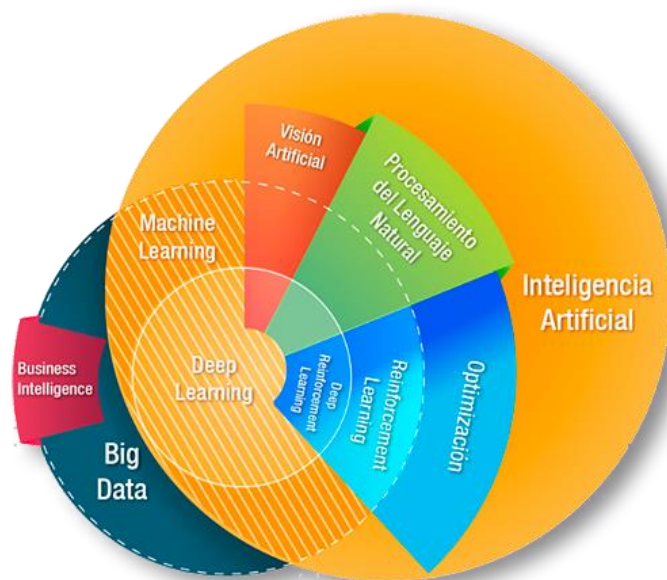 Visión
Artificial
Procesamiento
del Lenguaje
Natural
Machine
Learning
Inteligencia
Artificial
Deep
Learning
Deep
Reinforcement
Learning
Reinforcement
Learning
Optimización
Business
Intelligence
Big
Data